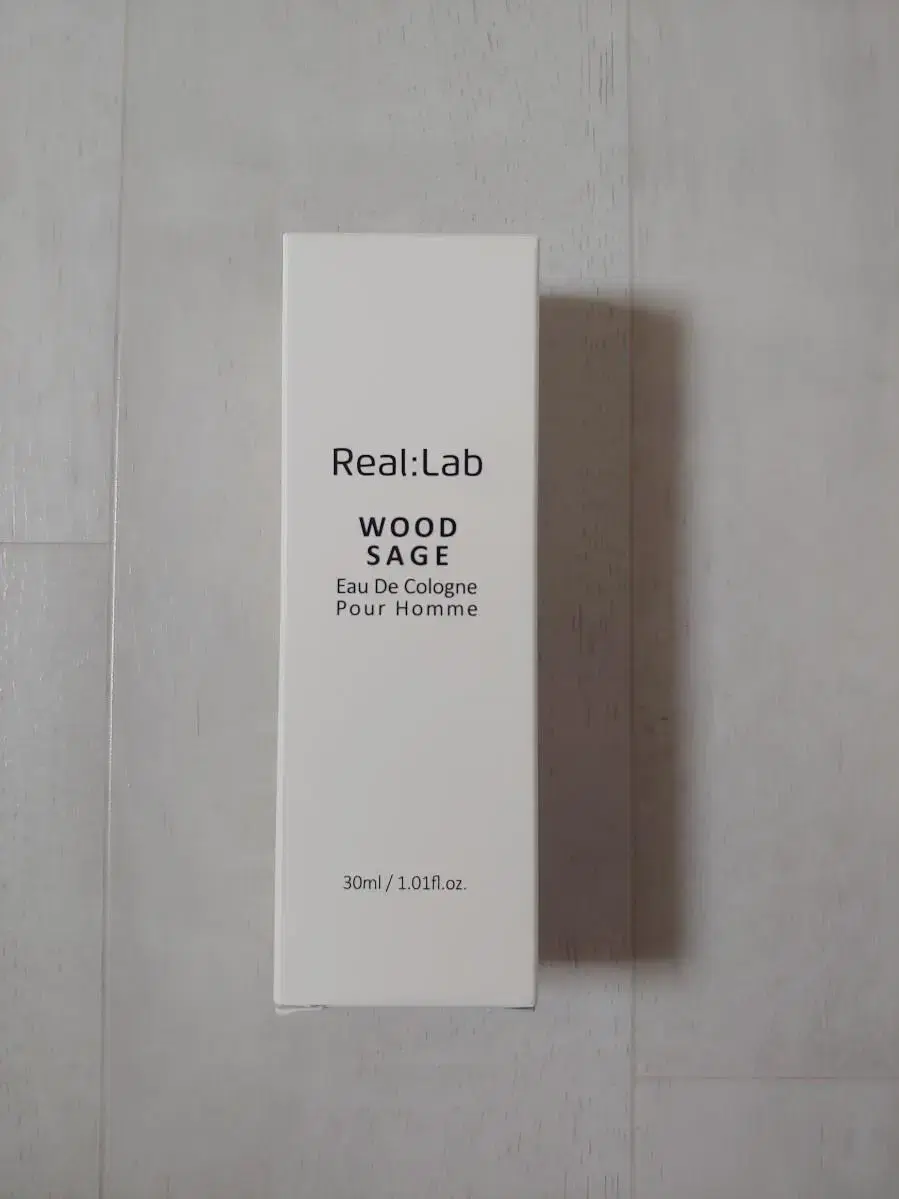 Real:Lab
WOOD
SAGE
Eau De Cologne
Pour Homme
30ml / 1.01fl.oz.